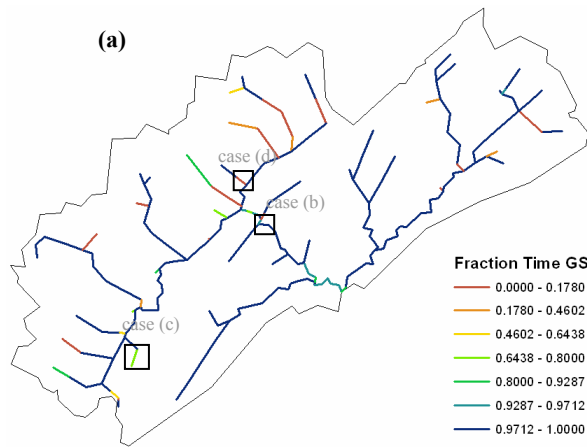 (a)
case (d)
case (b)
case (c)
Fraction Time GS
0.0000 - 0.1780
0.1780 - 0.4602
0.4602 - 0.6438
0.6438 - 0.8000
0.8000 - 0.9287
0.9287 - 0.9712
0.9712 - 1.0000